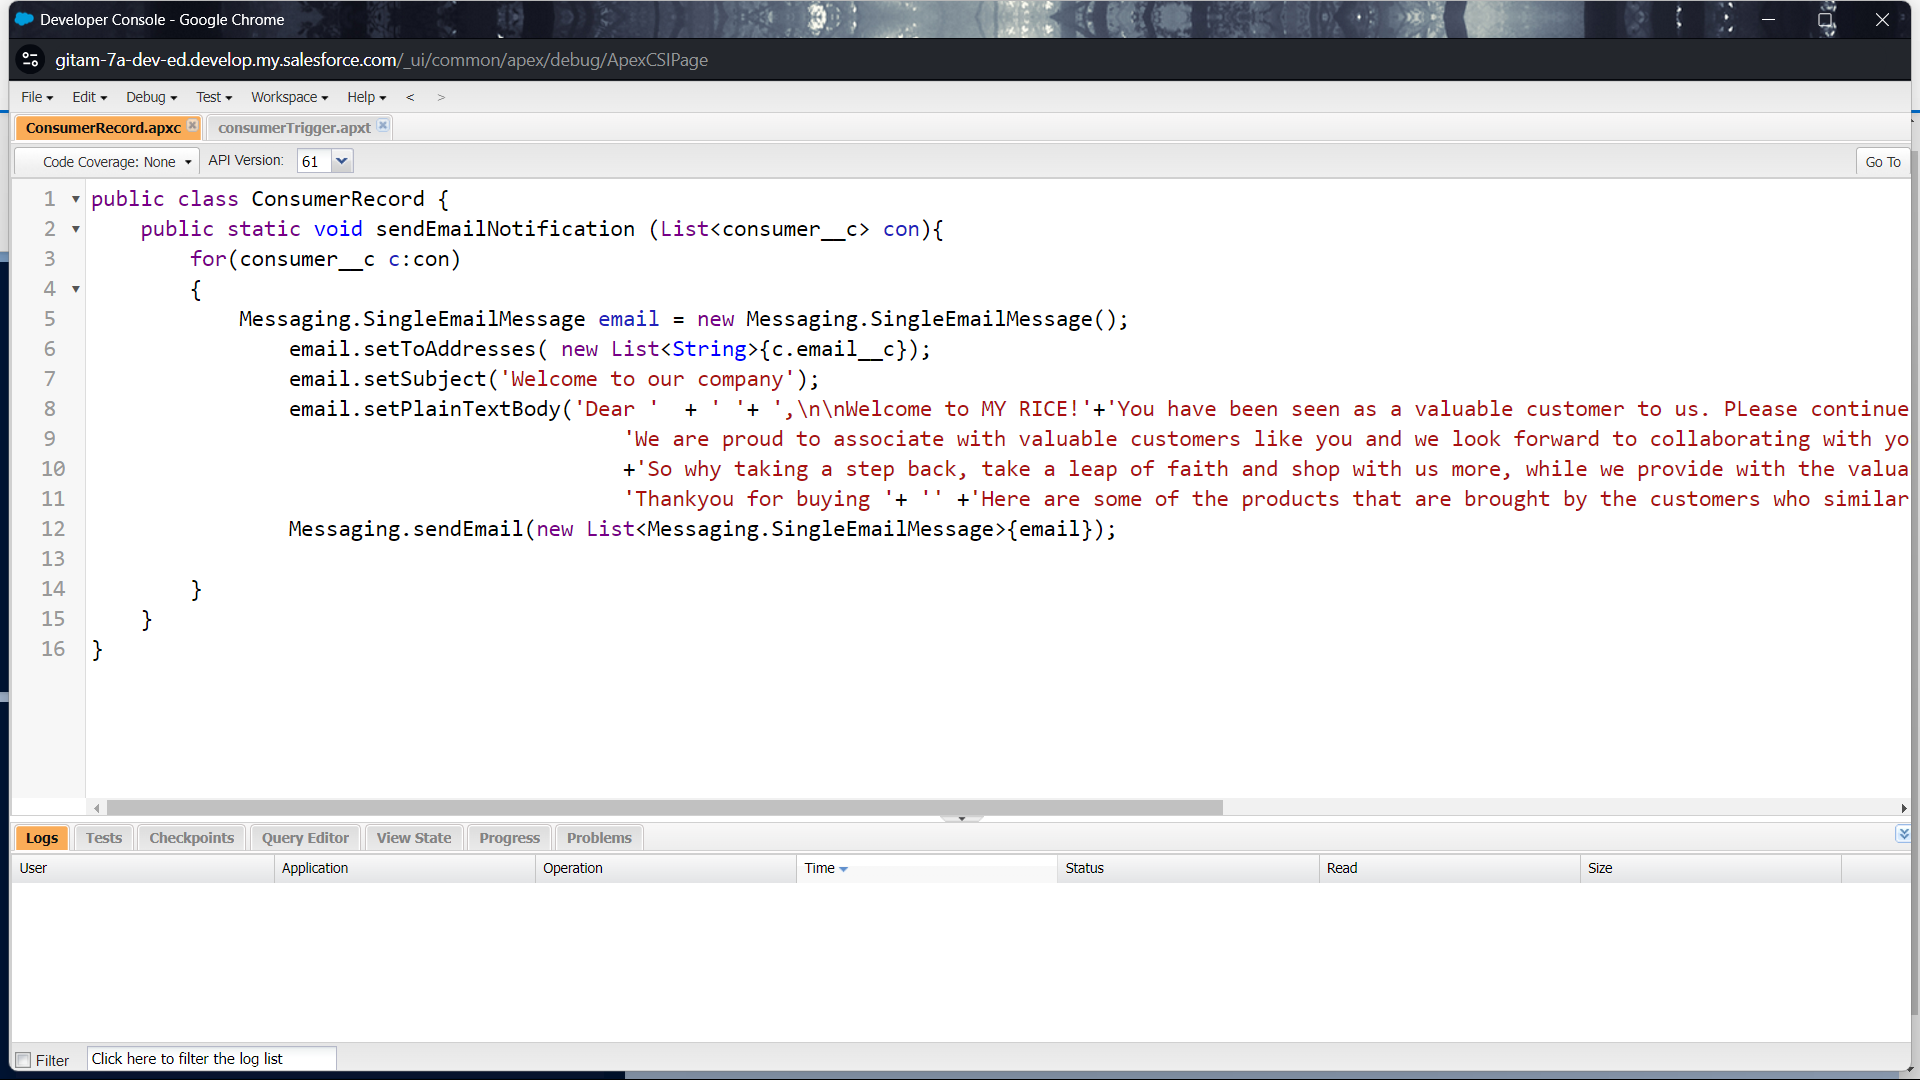 Developer Console - Google Chrome
gitam-7a-dev-ed.develop.my.salesforce.com/_ui/common/apex/debug/ApexCSIPage
File Edit Debug Test Workspace Help < >
ConsumerRecord.apxc consumerTrigger.apxt
Code Coverage: None API Version: 61 Go To
1 public class ConsumerRecord {
2 public static void sendEmailNotification (List<consumer__c> con){
3 for(consumer__c c:con)
4 {
5 Messaging.SingleEmailMessage email = new Messaging.SingleEmailMessage();
6 email.setToAddresses( new List<String>{c.email__c});
7 email.setSubject('Welcome to our company');
8 email.setPlainTextBody('Dear ' + ' '+ ',\n\nWelcome to MY RICE!'+'You have been seen as a valuable customer to us. PLease continue
9 'We are proud to associate with valuable customers like you and we look forward to collaborating with yo
10 +'So why taking a step back, take a leap of faith and shop with us more, while we provide with the valua
11 'Thankyou for buying '+ '' +'Here are some of the products that are brought by the customers who similar
12 Messaging.sendEmail(new List<Messaging.SingleEmailMessage>{email});
13
14 }
15 }
16 }
Logs Tests Checkpoints Query Editor View State Progress Problems
User Application Operation Time Status Read Size
Filter Click here to filter the log list